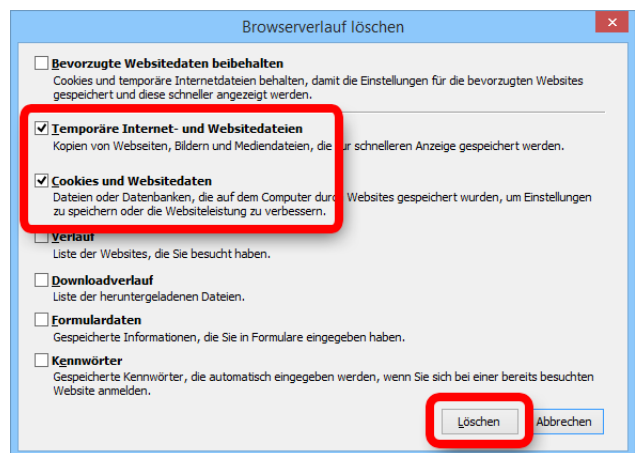 Browserverlauf löschen
Bevorzugte Websitedaten beibehalten
Cookies und temporäre Internetdateien behalten, damit die Einstellungen für die bevorzugten Websites
gespeichert und diese schneller angezeigt werden.
Temporäre Internet- und Websitedateien
Kopien von Webseiten, Bildern und Mediendateien, die zur schnelleren Anzeige gespeichert werden.
Cookies und Websitedaten
Dateien oder Datenbanken, die auf dem Computer durch Websites gespeichert wurden, um Einstellungen
zu speichern oder die Websiteleistung zu verbessern.
Verlauf
Liste der Websites, die Sie besucht haben.
Downloadverlauf
Liste der heruntergeladenen Dateien.
Formulardaten
Gespeicherte Informationen, die Sie in Formulare eingegeben haben.
Kennwörter
Gespeicherte Kennwörter, die automatisch eingegeben werden, wenn Sie sich bei einer bereits besuchten
Website anmelden.
Löschen Abbrechen